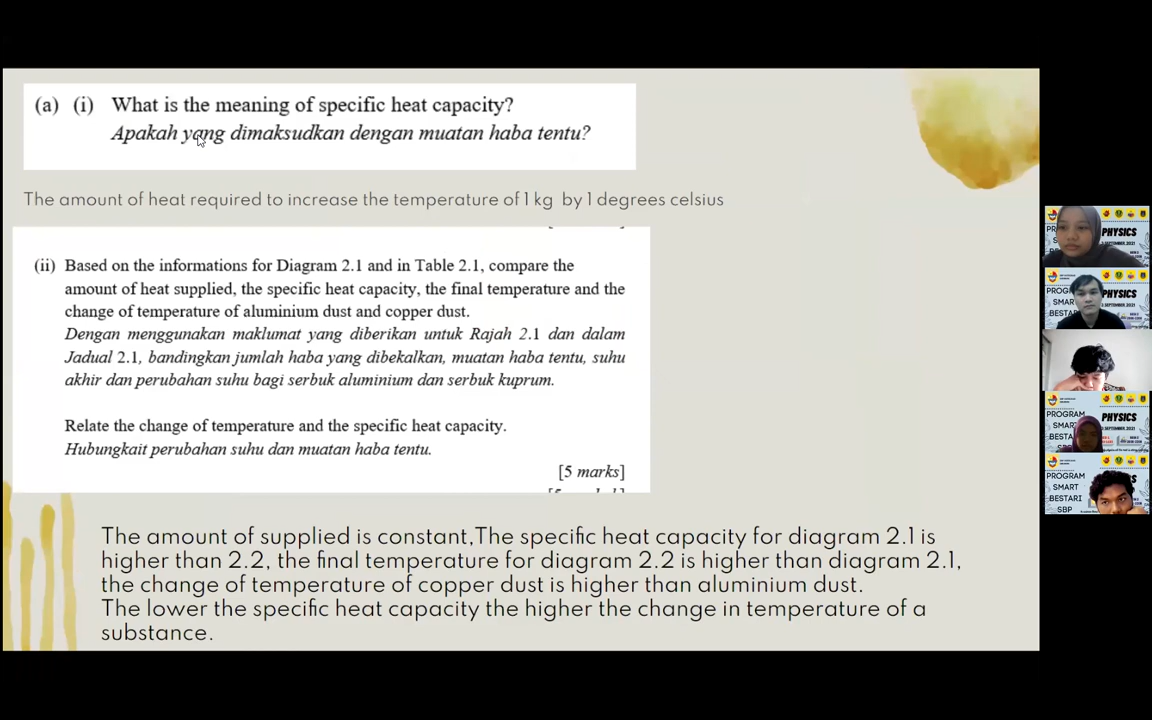 (a) (i) What is the meaning of specific heat capacity?
Apakah yang dimaksudkan dengan muatan haba tentu?
The amount of heat required to increase the temperature of 1 kg by 1 degrees celsius
(ii) Based on the informations for Diagram 2.1 and in Table 2.1, compare the
amount of heat supplied, the specific heat capacity, the final temperature and the
change of temperature of aluminium dust and copper dust.
Dengan menggunakan maklumat yang diberikan untuk Rajah 2.1 dan dalam
Jadual 2.1, bandingkan jumlah haba yang dibekalkan, muatan haba tentu, suhu
akhir dan perubahan suhu bagi serbuk aluminium dan serbuk kuprum.
Relate the change of temperature and the specific heat capacity.
Hubungkait perubahan suhu dan muatan haba tentu.
[5 marks]
The amount of supplied is constant,The specific heat capacity for diagram 2.1 is
higher than 2.2, the final temperature for diagram 2.2 is higher than diagram 2.1,
the change of temperature of copper dust is higher than aluminium dust.
The lower the specific heat capacity the higher the change in temperature of a
substance.
PHYSICS
PHYSICS
SMAR
BESTAR
PROGRAM
PHYSICS
BESTA
PROGRAM
SMART
BESTARI
SBP